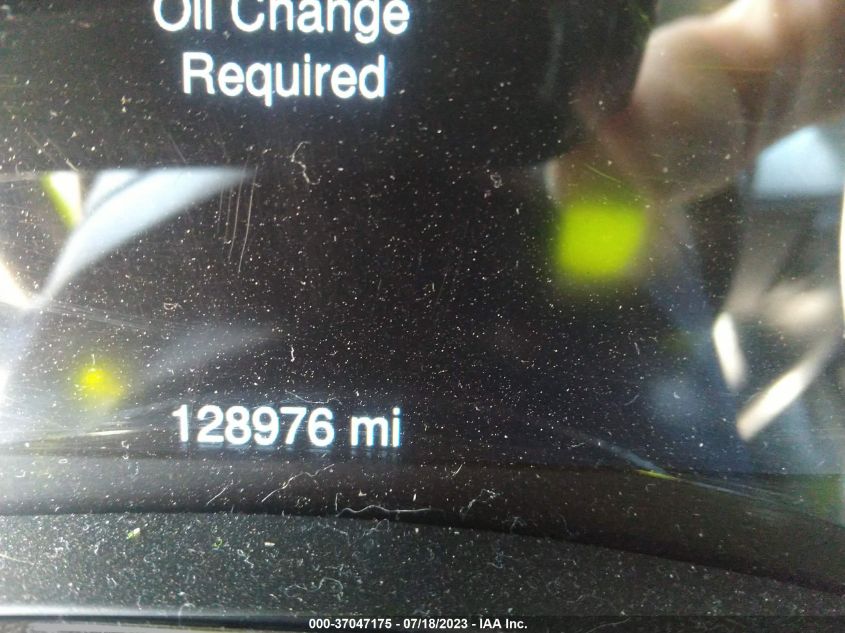 Oil Change
Required
128976 mi
000-37047175 - 07/18/2023 - IAA Inc.